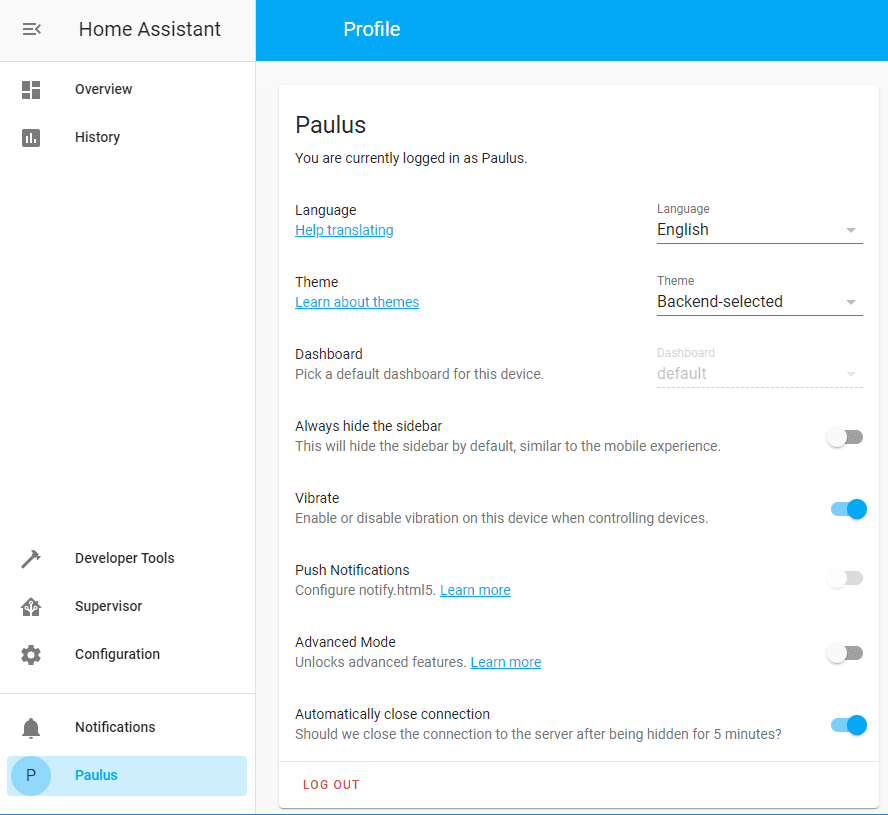 Home Assistant
Profile
Overview
History
Developer Tools
Supervisor
Configuration
Notifications
P
Paulus
Paulus
You are currently logged in as Paulus.
Language
Help translating
Language
English
Theme
Learn about themes
Theme
Backend-selected
Dashboard
Pick a default dashboard for this device.
Dashboard
default
Always hide the sidebar
This will hide the sidebar by default, similar to the mobile experience.
Vibrate
Enable or disable vibration on this device when controlling devices.
Push Notifications
Configure notify.html5. Learn more
Advanced Mode
Unlocks advanced features. Learn more
Automatically close connection
Should we close the connection to the server after being hidden for 5 minutes?
LOG OUT